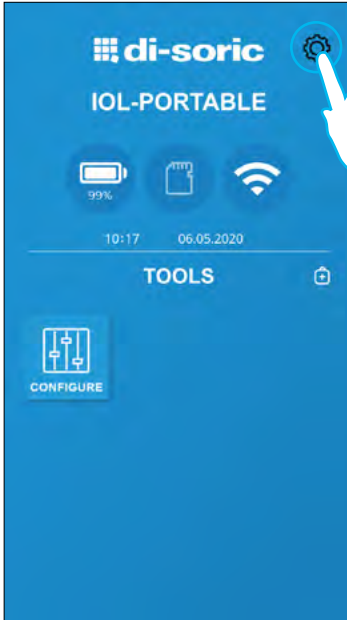 di-soric
IOL-PORTABLE
99%
10:17 06.05.2020
TOOLS
CONFIGURE